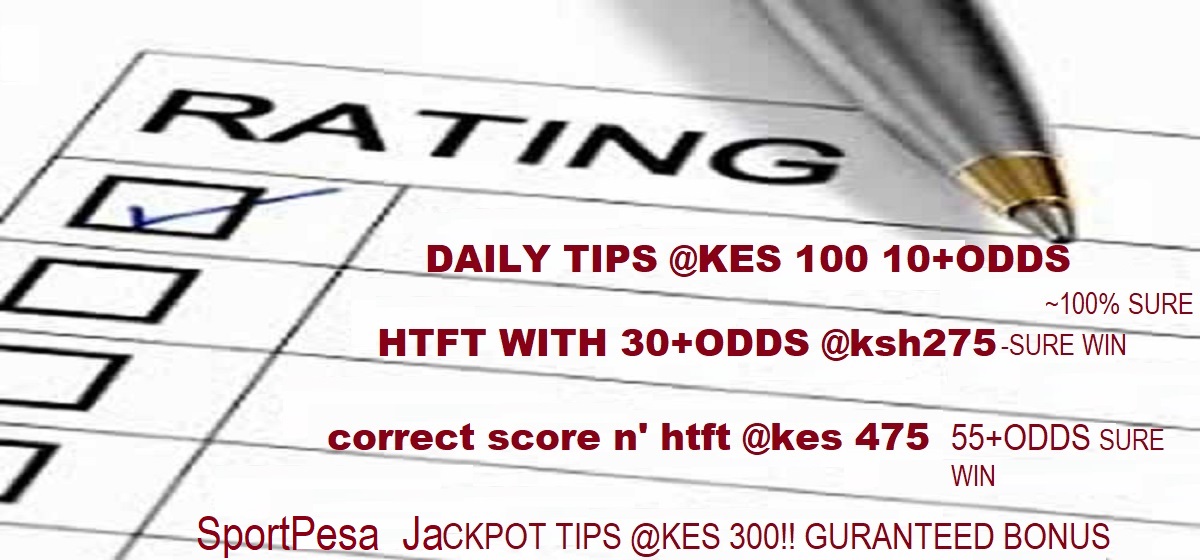 RATING
DAILY TIPS @KES 100 10+ODDS
~100% SURE
HTFT WITH 30+ODDS @ksh275 -SURE WIN
correct score n' htft @kes 475 55+ODDS SURE
WIN
SportPesa JaCKPOT TIPS @KES 300!! GURANTEED BONUS